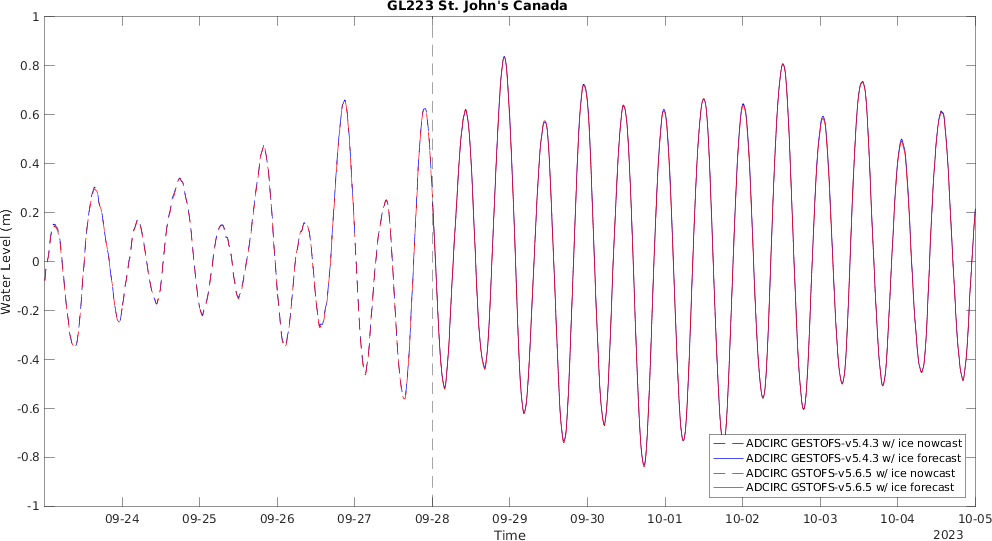 GL223 St. John's Canada
Water Level (m)
1
0.8
0.6
0.4
0.2
0
-0.2
-0.4
-0.6
-0.8
-1
ADCIRC GESTOFS-v5.4.3 w/ ice nowcast
ADCIRC GESTOFS-v5.4.3 w/ ice forecast
ADCIRC GSTOFS-v5.6.5 w/ ice nowcast
ADCIRC GSTOFS-v5.6.5 w/ ice forecast
09-24 09-25 09-26 09-27 09-28 09-29 09-30 10-01 10-02 10-03 10-04 10-05
Time
2023